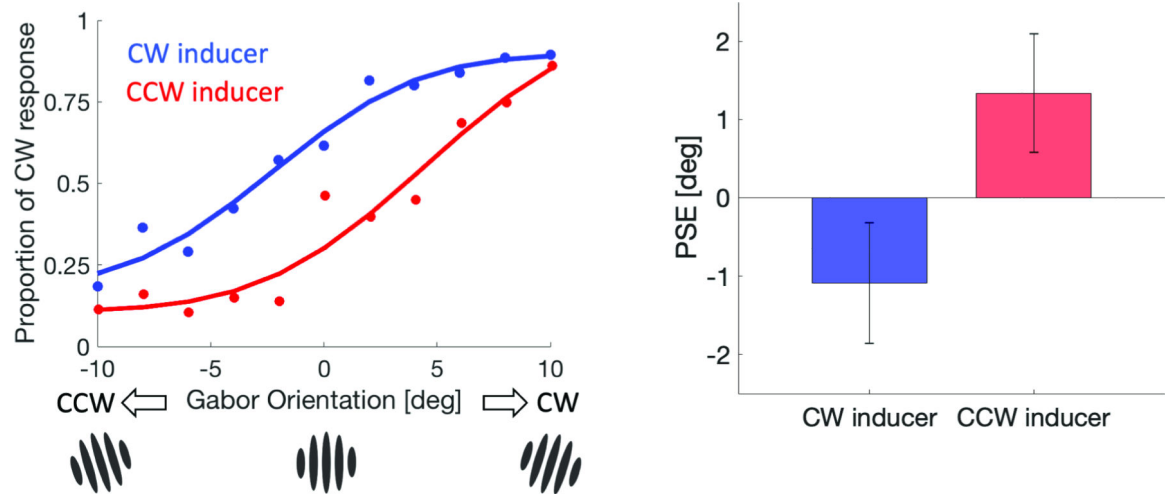 Proportion of CW response
1
0.75
0.5
0.25
0
CW inducer
CCW inducer
-10
-5
0
5
10
CCW
Gabor Orientation [deg]
CW
PSE [deg]
2
1
0
-1
-2
CW inducer
CCW inducer